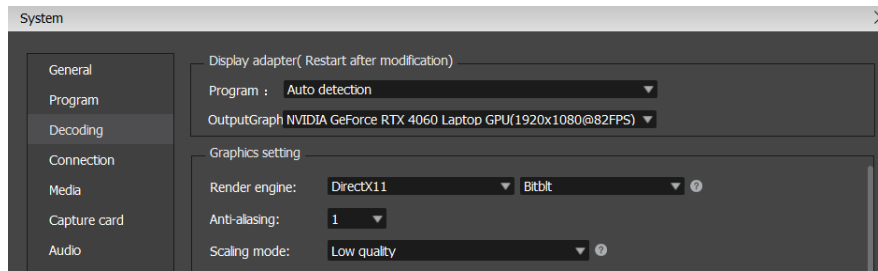 System
General
Program
Decoding
Connection
Media
Capture card
Audio
Display adapter( Restart after modification)
Program : Auto detection
OutputGraph NVIDIA GeForce RTX 4060 Laptop GPU(1920x1080@82FPS)
Graphics setting
Render engine: DirectX11 Bitblt
Anti-aliasing: 1
Scaling mode: Low quality